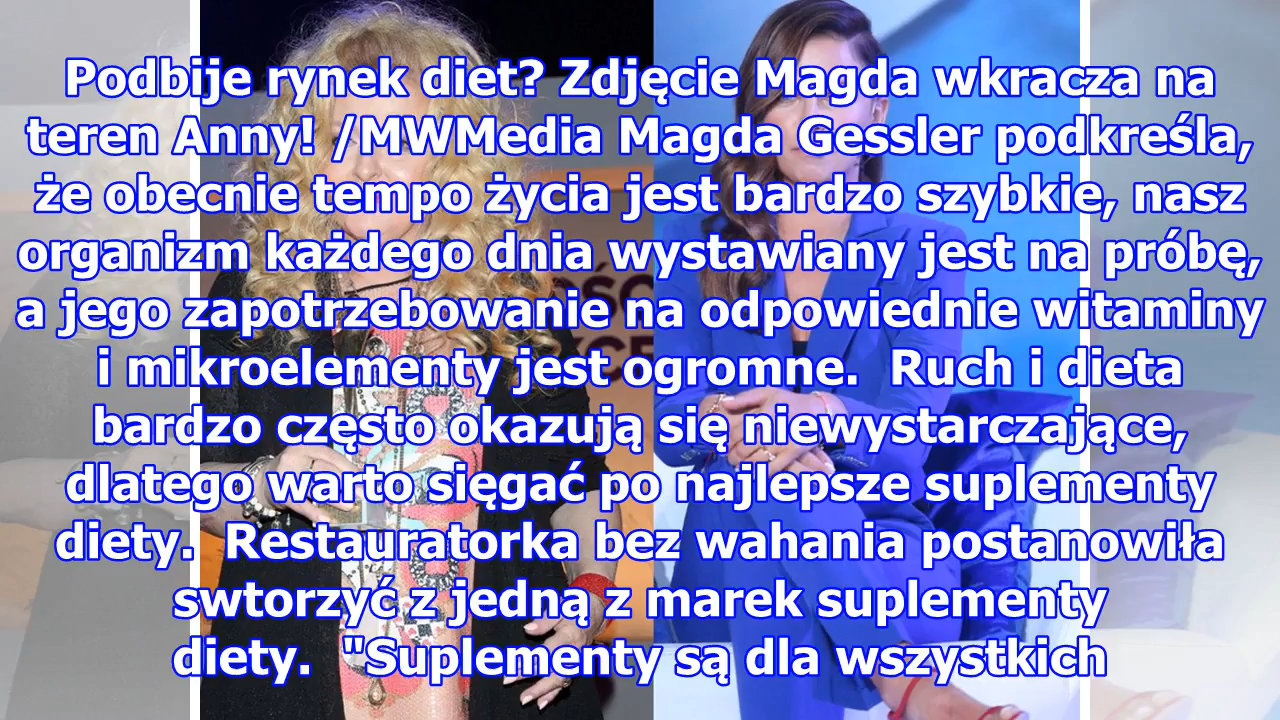 Podbije rynek diet? Zdjęcie Magda wkracza na
teren Anny! /MWMedia Magda Gessler podkreśla,
że obecnie tempo życia jest bardzo szybkie, nasz
organizm każdego dnia wystawiany jest na próbę,
a jego zapotrzebowanie na odpowiednie witaminy
i mikroelementy jest ogromne.  Ruch i dieta
bardzo często okazują się niewystarczające,
dlatego warto sięgać po najlepsze suplementy
diety.  Restauratorka bez wahania postanowiła
swtorzyć z jedną z marek suplementy
diety.  "Suplementy są dla wszystkich